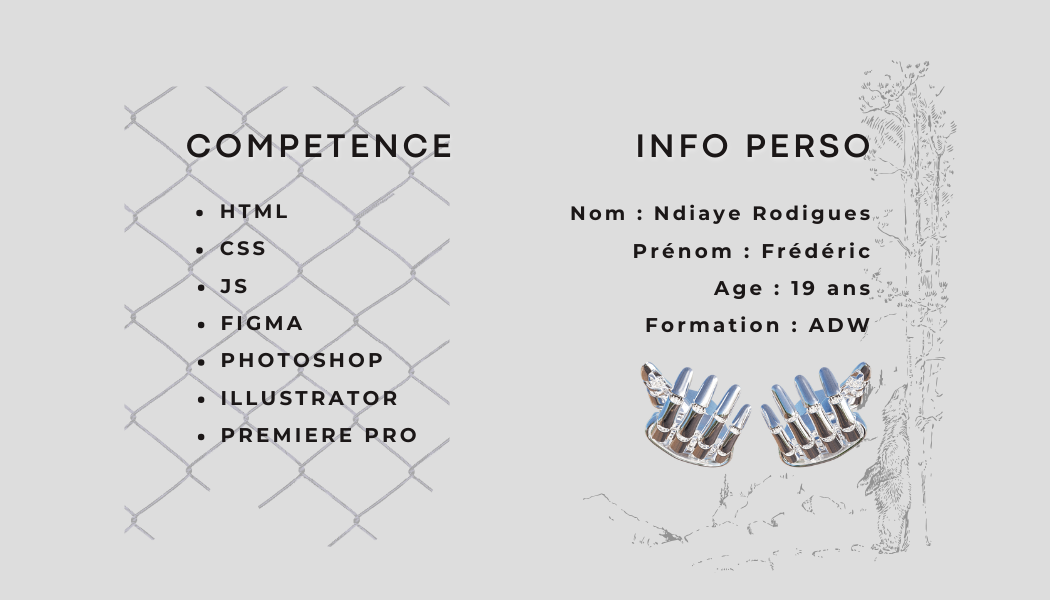 COMPETENCE
HTML
CSS
JS
FIGMA
PHOTOSHOP
ILLUSTRATOR
PREMIERE PRO
INFO PERSO
Nom : Ndiaye Rodigues
Prénom : Frédéric
Age : 19 ans
Formation : ADW